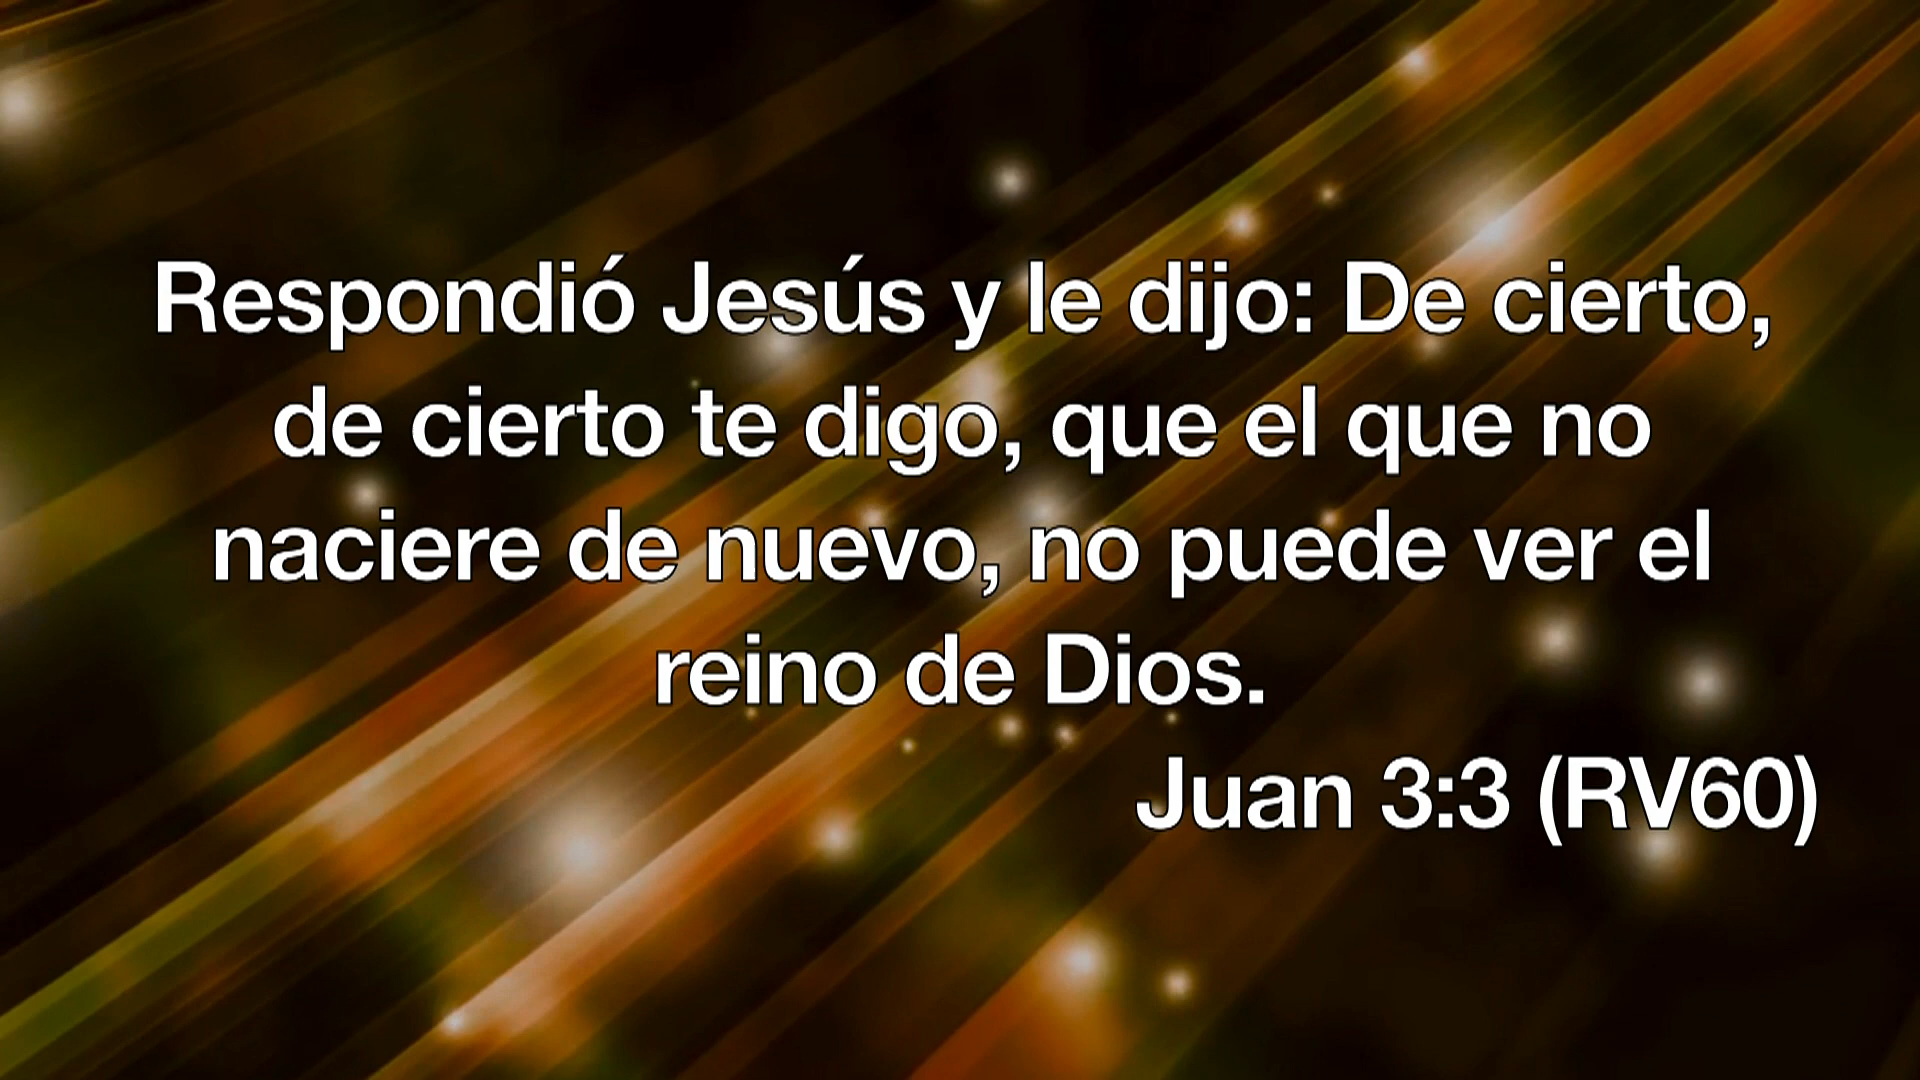 Respondió Jesús y le dijo: De cierto,
de cierto te digo, que el que no
naciere de nuevo, no puede ver el
reino de Dios.
Juan 3:3 (RV60)